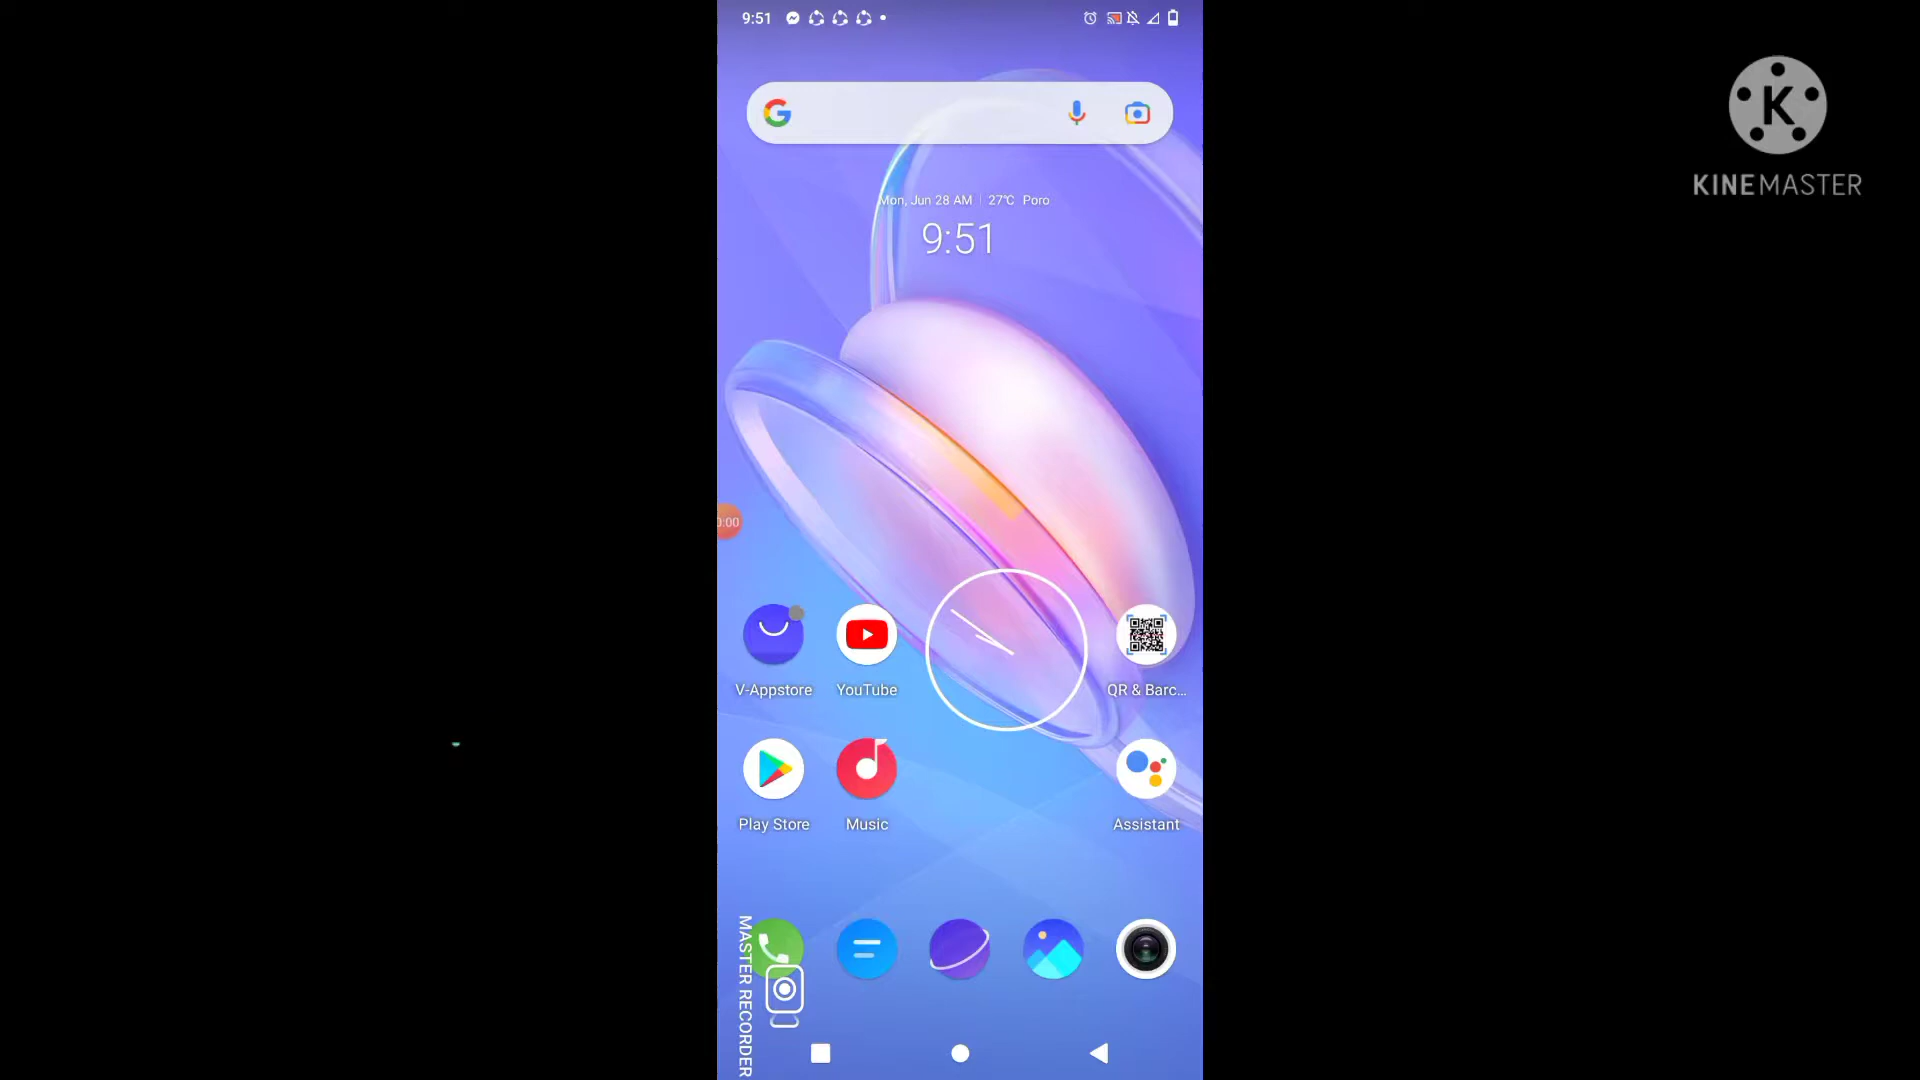 9:51
KINEMASTER
Mon, Jun 28 AM | 27℃ Poro
9:51
0:00
V-Appstore
YouTube
QR & Barc...
Play Store
Music
Assistant
MASTER RECORDER